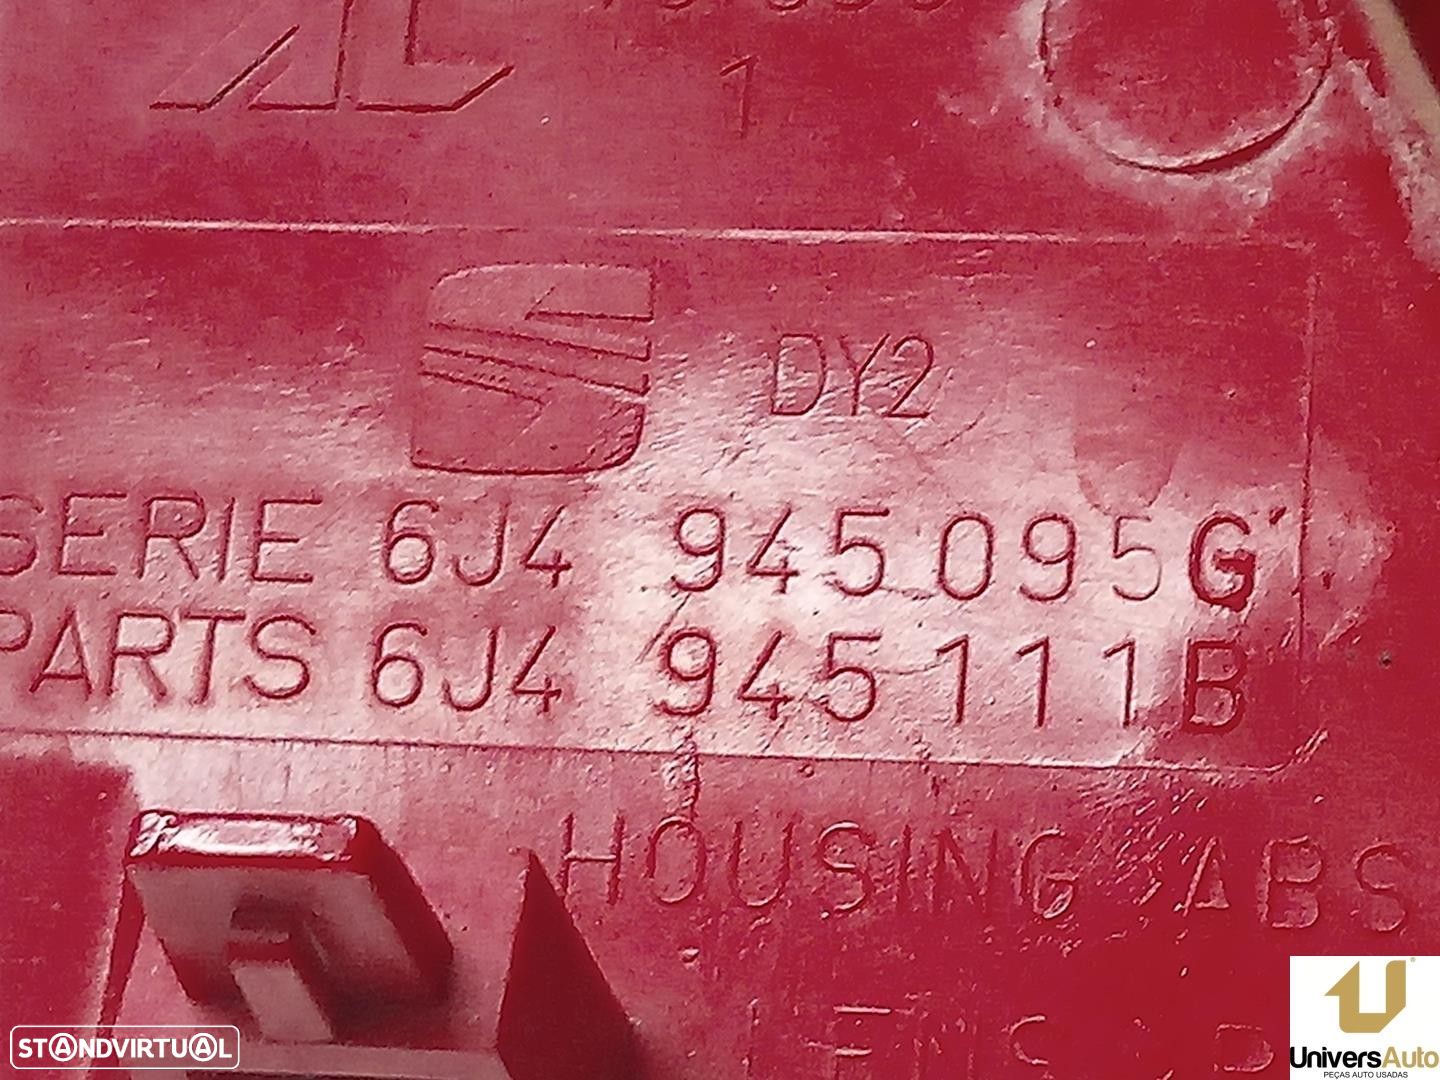 1
DY2
SERIE 6J4 945 095G
PARTS 6J4 945 111B
HOUSING ABS
STANDVIRTUAL
UniversAuto
PEÇAS AUTO USADAS